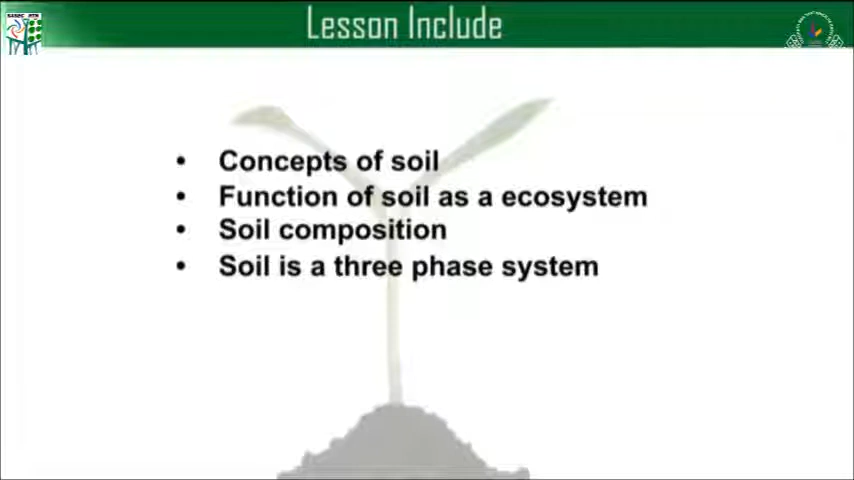 Lesson Include
• Concepts of soil
• Function of soil as a ecosystem
• Soil composition
• Soil is a three phase system